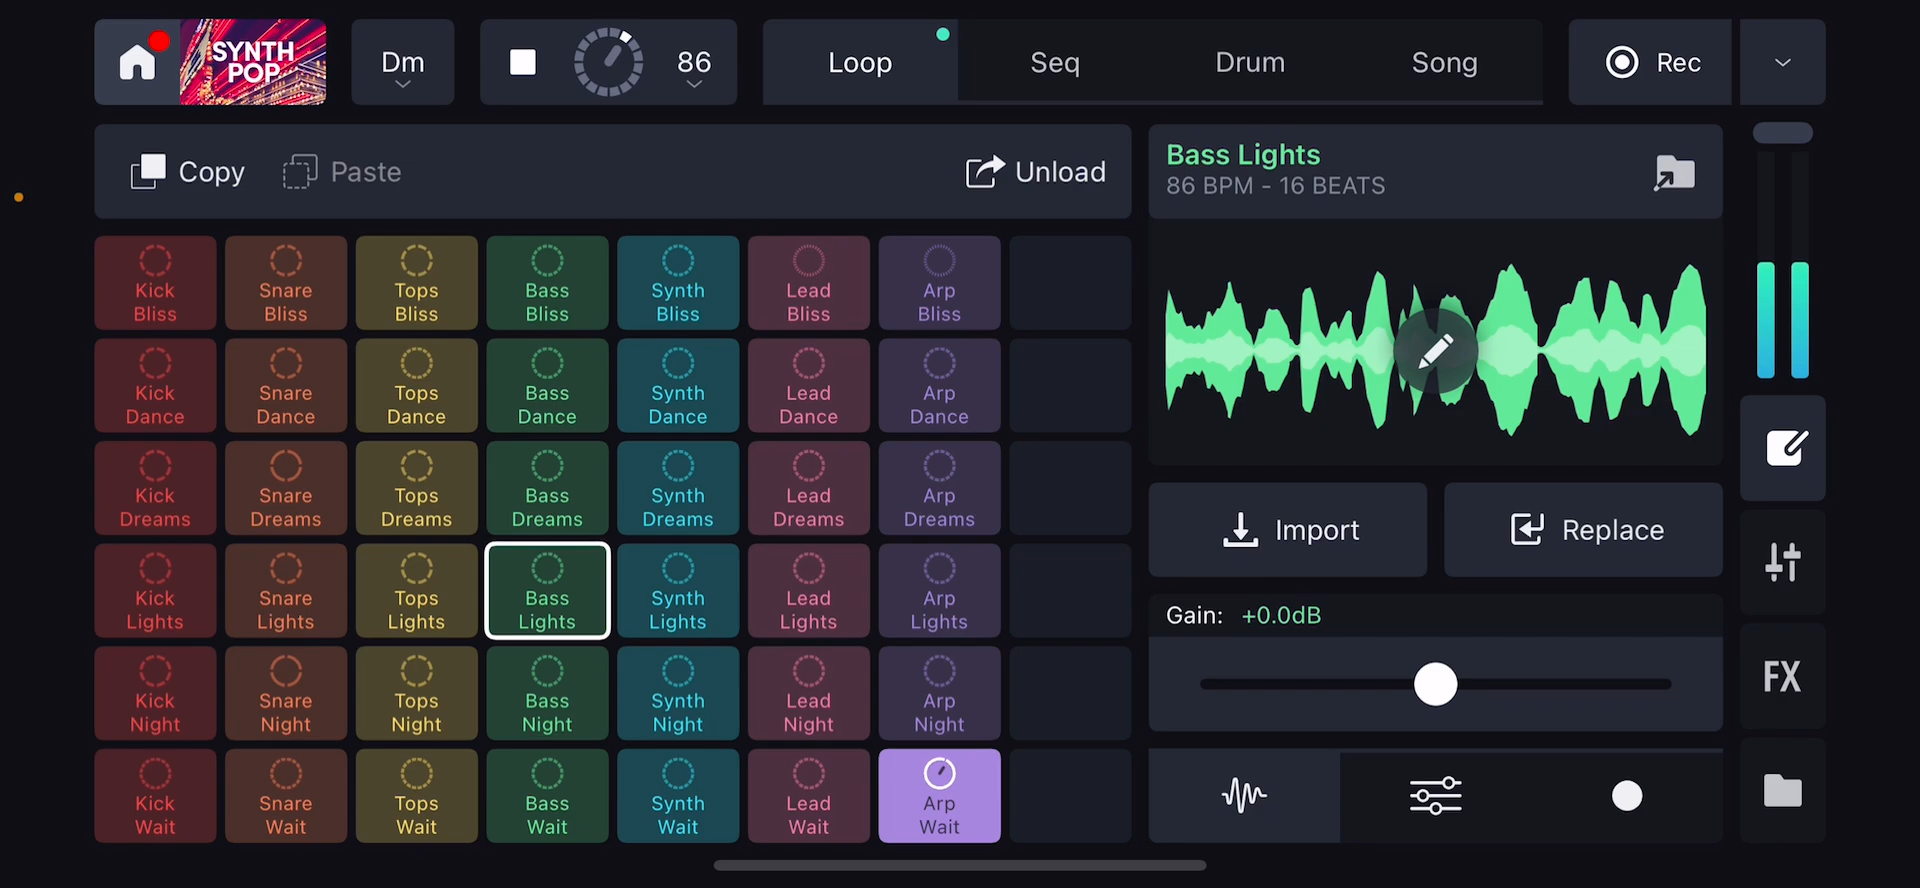 SYNTH
POP
Dm
86
Loop
Seq
Drum
Song
Rec
Copy
Paste
Unload
Bass Lights
86 BPM - 16 BEATS
Kick
Bliss
Snare
Bliss
Tops
Bliss
Bass
Bliss
Synth
Bliss
Lead
Bliss
Arp
Bliss
Kick
Dance
Snare
Dance
Tops
Dance
Bass
Dance
Synth
Dance
Lead
Dance
Arp
Dance
Kick
Dreams
Snare
Dreams
Tops
Dreams
Bass
Dreams
Synth
Dreams
Lead
Dreams
Arp
Dreams
Kick
Lights
Snare
Lights
Tops
Lights
Bass
Lights
Synth
Lights
Lead
Lights
Arp
Lights
Kick
Night
Snare
Night
Tops
Night
Bass
Night
Synth
Night
Lead
Night
Arp
Night
Kick
Wait
Snare
Wait
Tops
Wait
Bass
Wait
Synth
Wait
Lead
Wait
Arp
Wait
Import
Replace
Gain: +0.0dB
FX